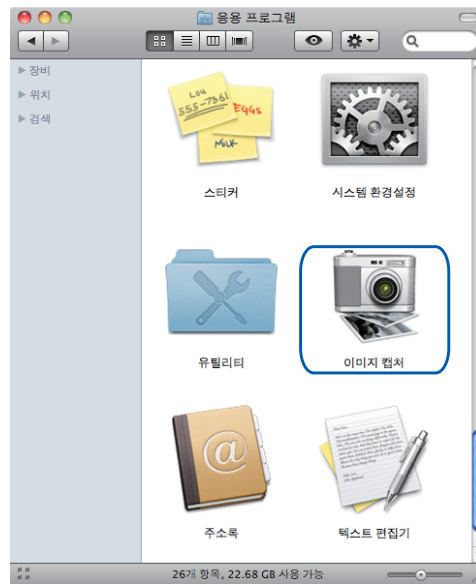 응용 프로그램
장비
위치
검색
Lou
555-7361
EGGS
MILK
스티커
시스템 환경설정
유틸리티
이미지 캡처
@
주소록
텍스트 편집기
26개 항목, 22.68 GB 사용 가능